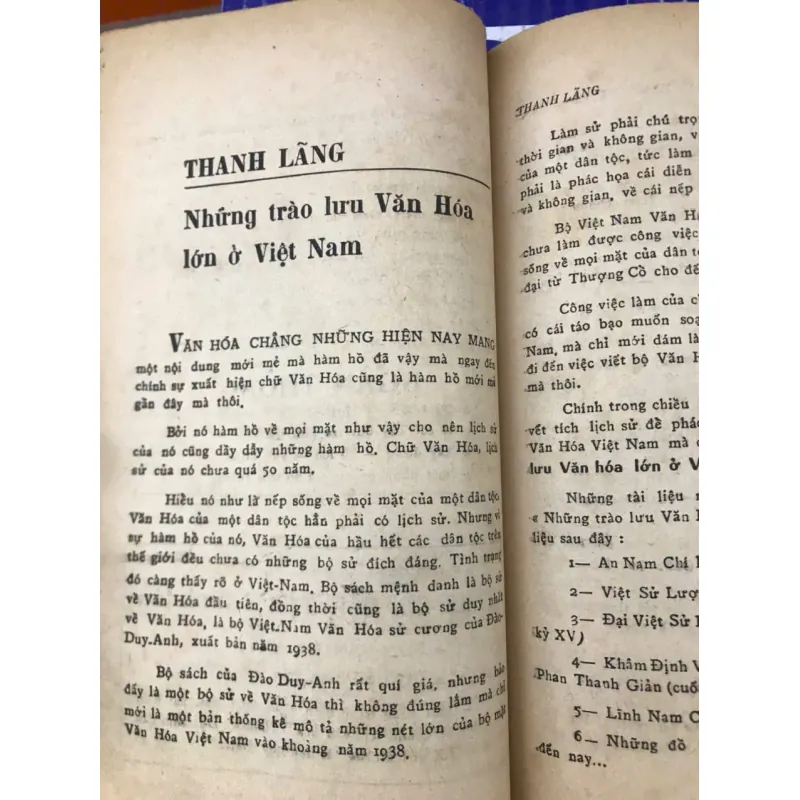 THANH LÃNG
Những trào lưu Văn Hóa
lớn ở Việt Nam
VĂN HÓA CHẲNG NHỮNG HIỆN NAY MANG
một nội dung mới mẻ mà hàm hồ đã vậy mà ngay đến
chính sự xuất hiện chữ Văn Hóa cũng là hàm hồ mới mẻ
gần đây mà thôi.
Bởi nó hàm hồ về mọi mặt như vậy cho nên lịch sử
của nó cũng dầy dẫy những hàm hồ. Chữ Văn Hóa, lịch
sử của nó chưa quá 50 năm.
Hiểu nó như là nếp sống về mọi mặt của một dân tộc,
Văn Hóa của một dân tộc hẳn phải có lịch sử. Nhưng vì
sự hàm hồ của nó, Văn Hóa của hầu hết các dân tộc trên
thế giới đều chưa có những bộ sử đích đáng. Tình trạng
đó càng thấy rõ ở Việt-Nam. Bộ sách mệnh danh là bộ sử
về Văn Hóa đầu tiên, đồng thời cũng là bộ sử duy nhất
về Văn Hóa, là bộ Việt-Nam Văn Hóa sử cương của Đào-
Duy-Anh, xuất bản năm 1938.
Bộ sách của Đào Duy-Anh rất quí giá, nhưng bảo
đấy là một bộ sử về Văn Hóa thì không đúng lắm mà chỉ
mới là một bản thống kê mô tả những nét lớn của bộ mặt
Văn Hóa Việt Nam vào khoảng năm 1938.
THANH LÃNG
Làm sử phải chú trọ
thời gian và không gian, v
của một dân tộc, tức làm
phải là phác họa cái diễn
và không gian, về cái nếp
Bộ Việt Nam Văn H
chưa làm được công việc
sống về mọi mặt của dân t
đại từ Thượng Cổ cho đế
Công việc làm của c
có cái táo bạo muốn soạ
Nam, mà chỉ mới dám là
đi đến việc viết bộ Văn H
mà thôi.
Chính trong chiều
vết tích lịch sử để phác
Văn Hóa Việt Nam mà
lưu Văn hóa lớn ở V
Những tài liệu
« Những trào lưu Văn H
liệu sau đây :
1— An Nam Chí
2— Việt Sử Lượ
3— Đại Việt Sử
kỷ XV)
4— Khâm Định V
Phan Thanh Giản (cuố
5— Lĩnh Nam C
6— Những đồ
đến nay...